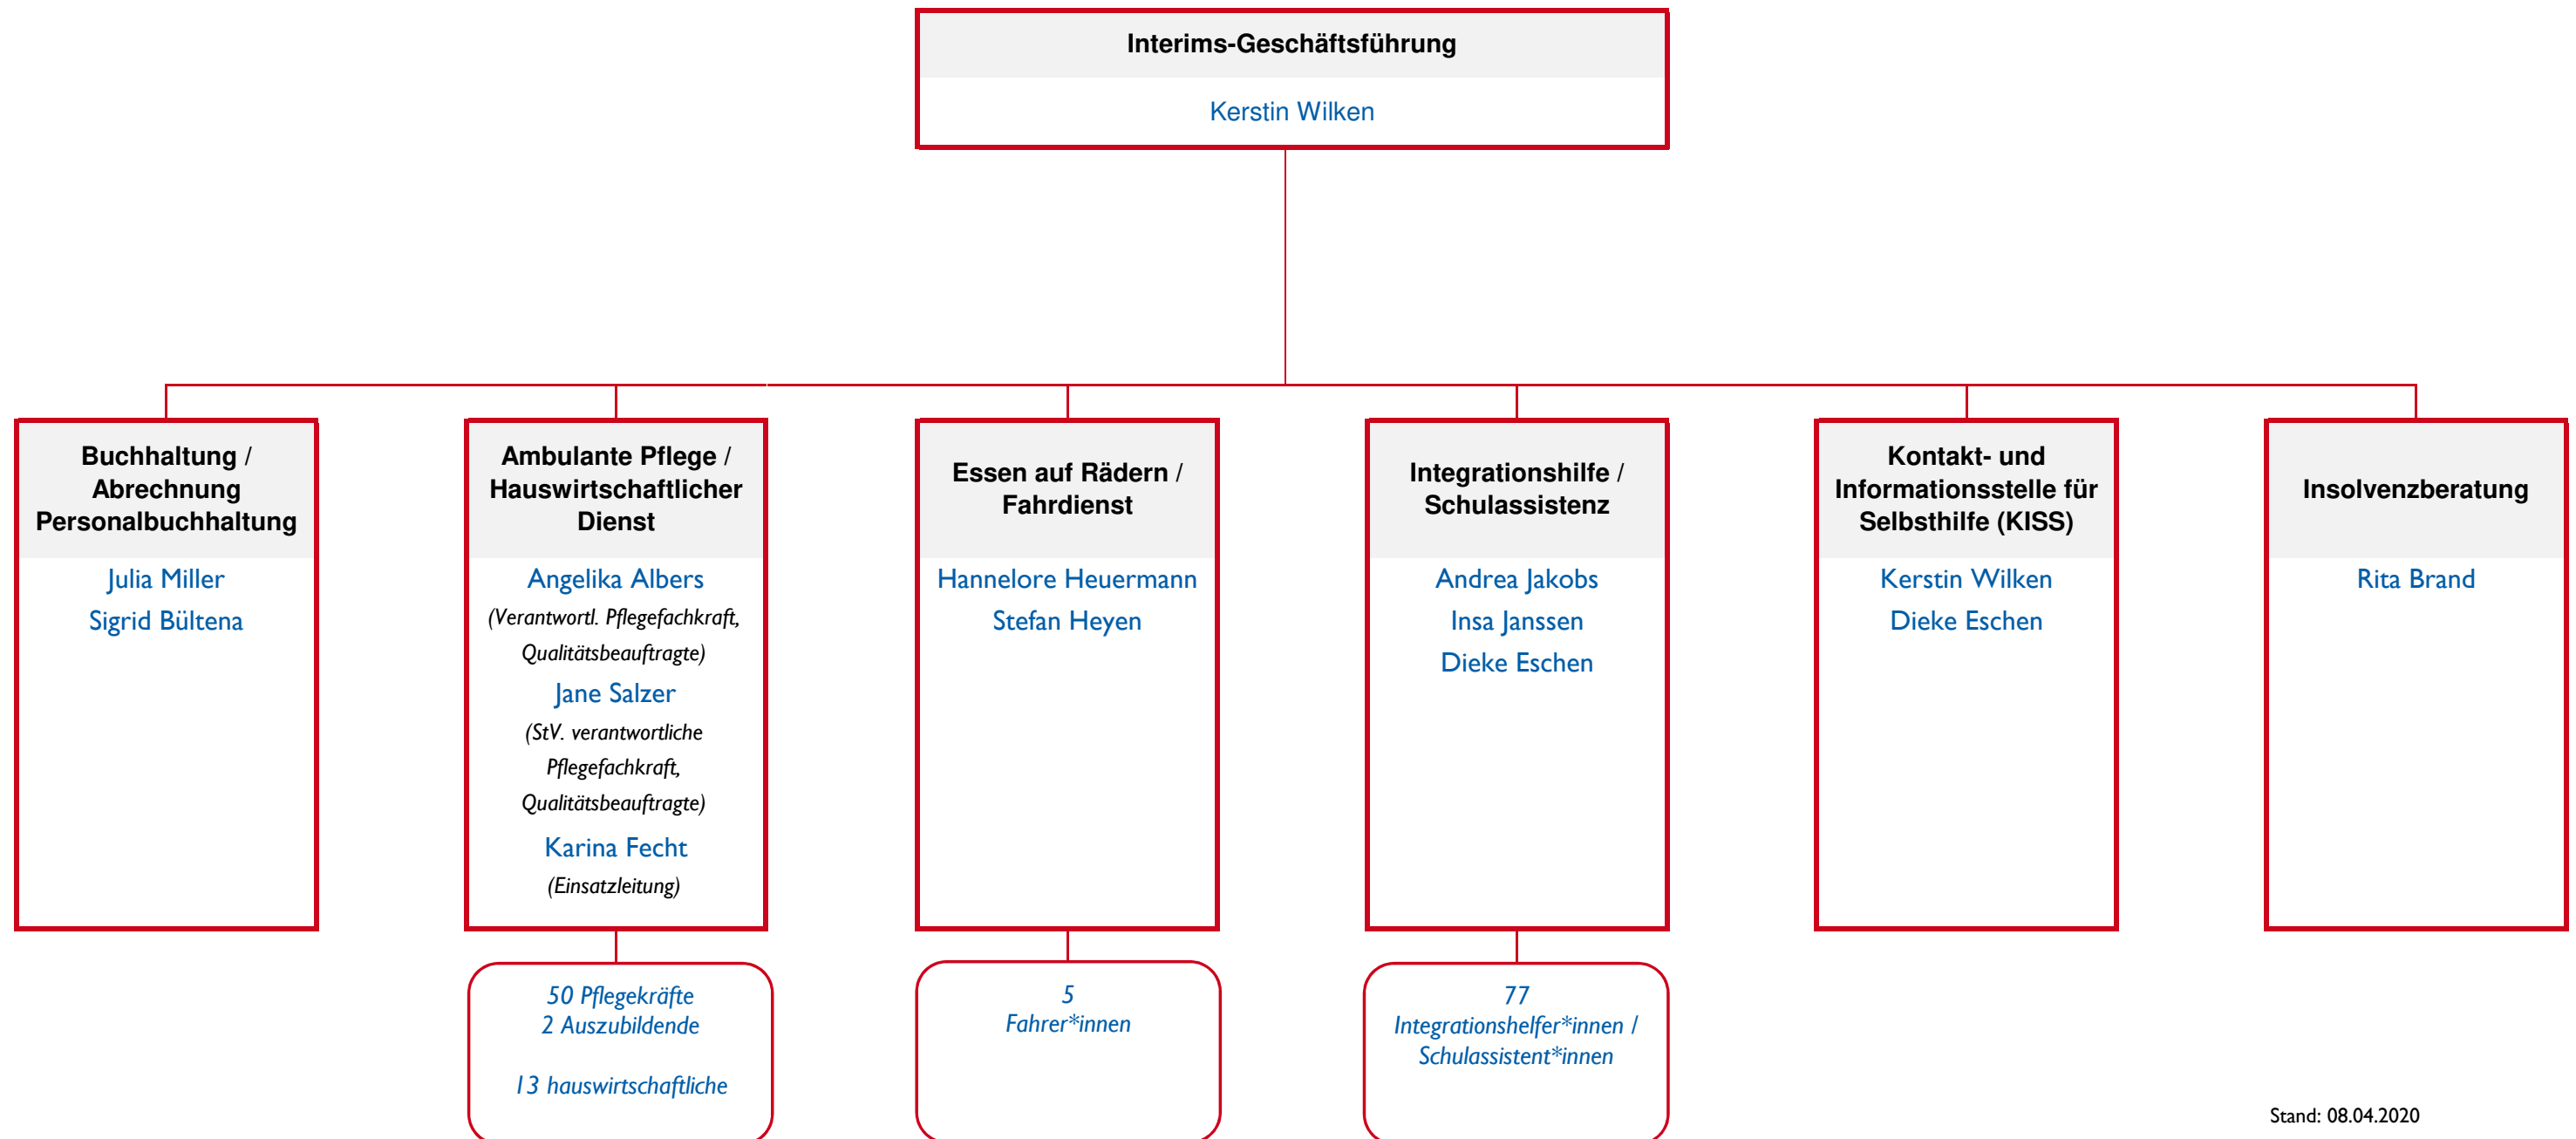 Interims-Geschäftsführung
Kerstin Wilken
Buchhaltung /
Abrechnung
Personalbuchhaltung
Julia Miller
Sigrid Bültena
Ambulante Pflege /
Hauswirtschaftlicher
Dienst
Angelika Albers
(Verantwortl. Pflegefachkraft,
Qualitätsbeauftragte)
Jane Salzer
(StV. verantwortliche
Pflegefachkraft,
Qualitätsbeauftragte)
Karina Fecht
(Einsatzleitung)
50 Pflegekräfte
2 Auszubildende
13 hauswirtschaftliche
Essen auf Rädern /
Fahrdienst
Hannelore Heuermann
Stefan Heyen
5
Fahrer*innen
Integrationshilfe /
Schulassistenz
Andrea Jakobs
Insa Janssen
Dieke Eschen
77
Integrationshelfer*innen /
Schulassistent*innen
Kontakt- und
Informationsstelle für
Selbsthilfe (KISS)
Kerstin Wilken
Dieke Eschen
Insolvenzberatung
Rita Brand
Stand: 08.04.2020